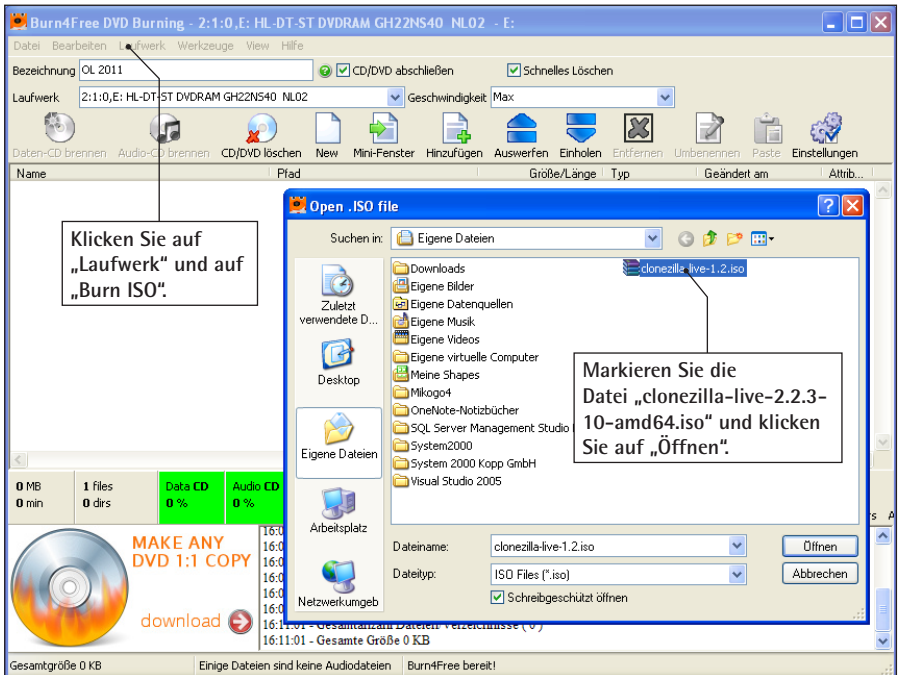 Burn4Free DVD Burning - 2:1:0,E: HL-DT-ST DVDRAM GH22NS40 NL02 - E:
Datei Bearbeiten Laufwerk Werkzeuge View Hilfe
Bezeichnung OL 2011 CD/DVD abschließen Schnelles Löschen
Laufwerk 2:1:0,E: HL-DT-ST DVDRAM GH22NS40 NL02 Geschwindigkeit Max
Daten-CD brennen Audio-CD brennen CD/DVD löschen New Mini-Fenster Hinzufügen Auswerfen Einholen Entfernen Umbenennen Paste Einstellungen
Name Pfad Größe/Länge Typ Geändert am Attrib...
Klicken Sie auf
„Laufwerk“ und auf
„Burn ISO“.
Open .ISO file
Suchen in: Eigene Dateien
Zuletzt
verwendete D...
Desktop
Eigene Dateien
Arbeitsplatz
Netzwerkumgeb
Downloads
Eigene Bilder
Eigene Datenquellen
Eigene Musik
Eigene Videos
Eigene virtuelle Computer
Meine Shapes
Mikogo4
OneNote-Notizbücher
SQL Server Management Studio
System2000
System 2000 Kopp GmbH
Visual Studio 2005
clonezilla-live-1.2.iso
Markieren Sie die
Datei „clonezilla-live-2.2.3-
10-amd64.iso“ und klicken
Sie auf „Öffnen“.
Dateiname: clonezilla-live-1.2.iso Öffnen
Dateityp: ISO Files (*.iso) Abbrechen
Schreibgeschützt öffnen
0 MB 1 files Data CD Audio CD
0 min 0 dirs 0 % 0 %
MAKE ANY
DVD 1:1 COPY
download
16:11:01 - Gesamtanzahl Dateien/Verzeichnisse ( 0 )
16:11:01 - Gesamte Größe 0 KB
Gesamtgröße 0 KB Einige Dateien sind keine Audiodateien Burn4Free bereit!